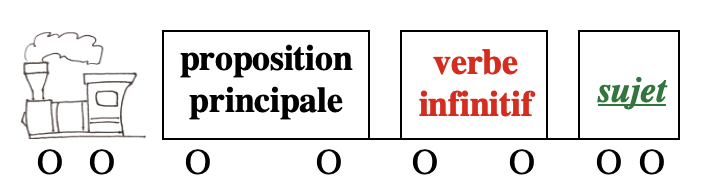 proposition
principale
verbe
infinitif
sujet
O O O O O O O O